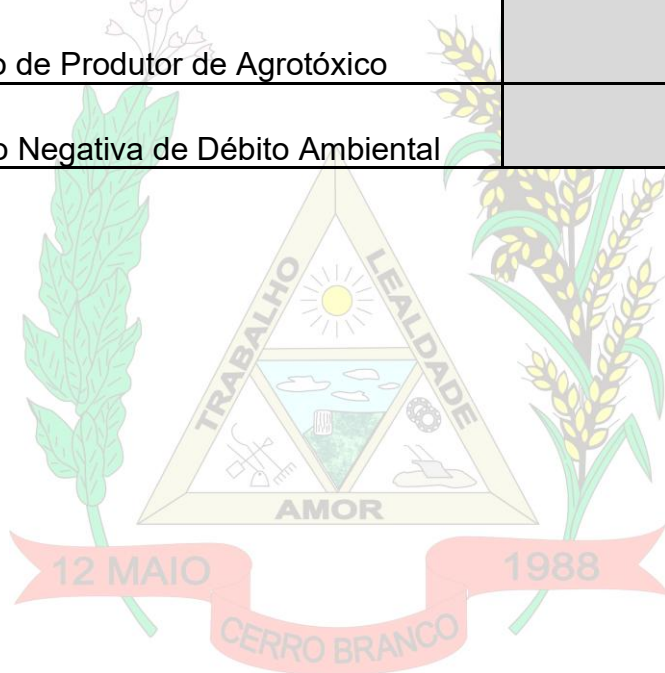 o de Produtor de Agrotóxico
o Negativa de Débito Ambiental
TRABALHO
LEALDADE
AMOR
12 MAIO
1988
CERRO BRANCO